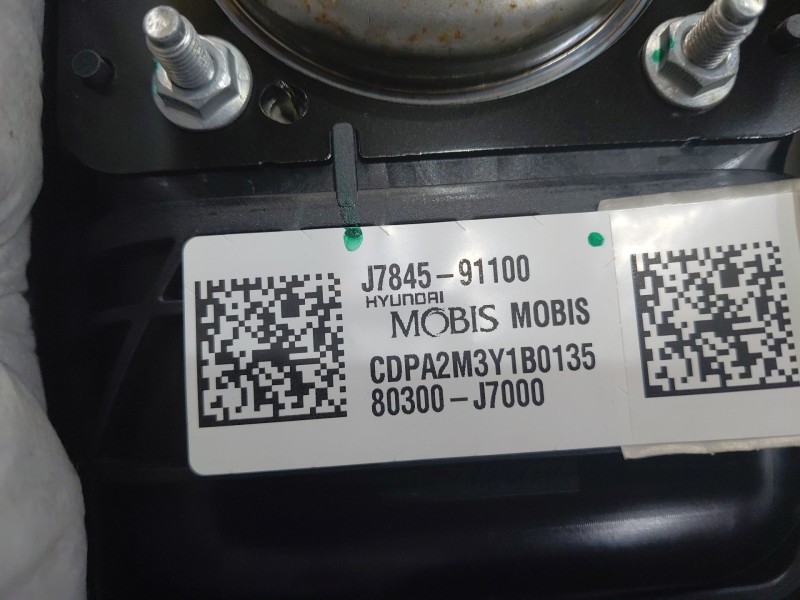 J7845-91100
HYUNDAI
MOBIS MOBIS
CDPA2M3Y1B0135
80300-J7000